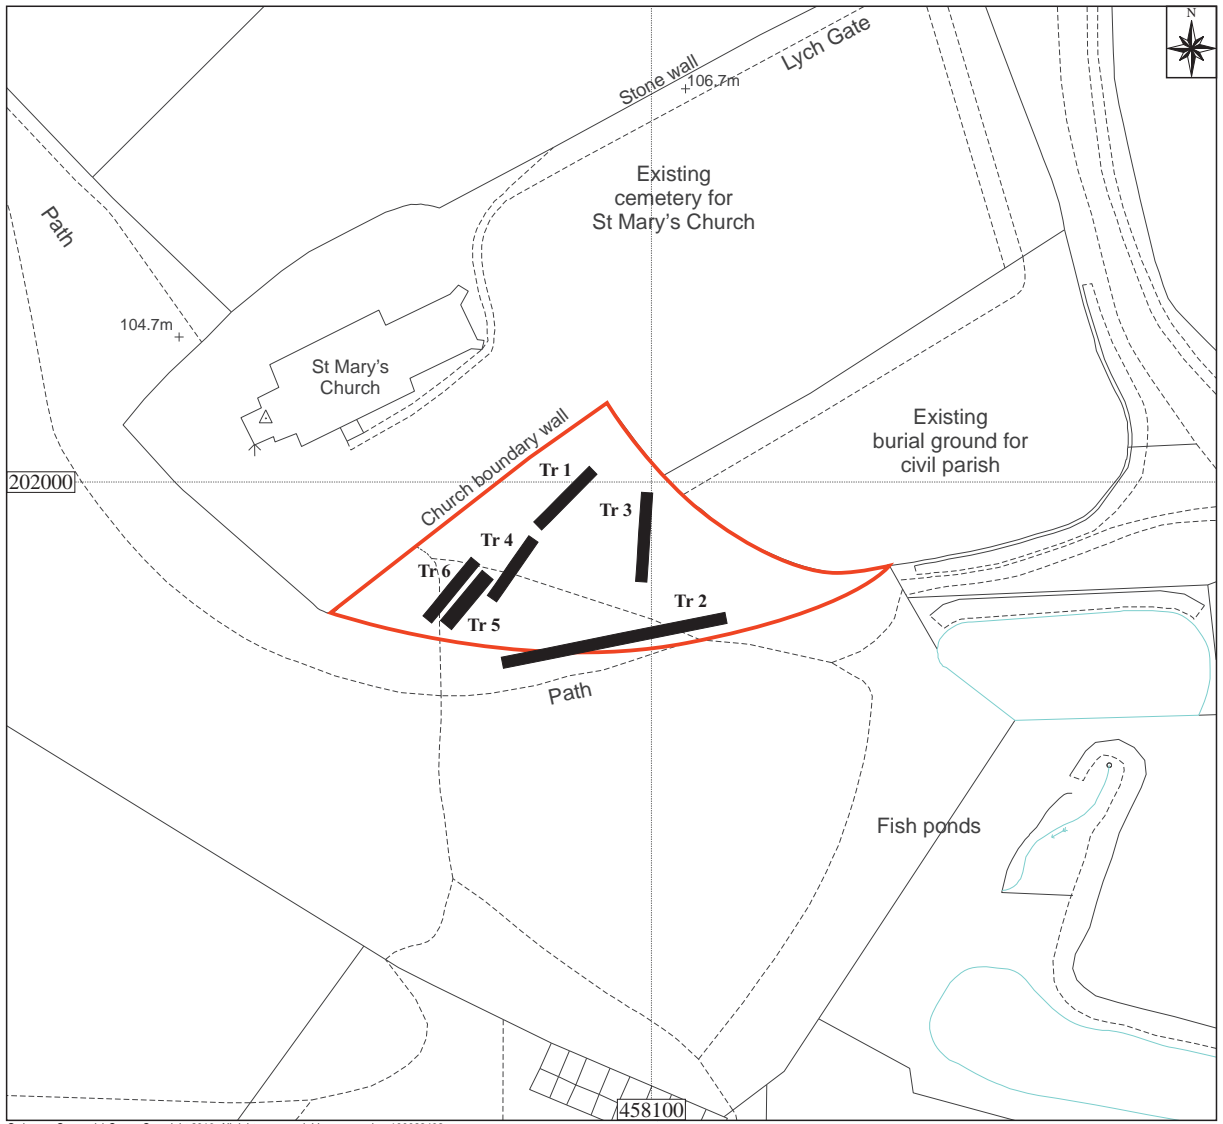 N
Lych Gate
Stone wall
106.7m
Existing
cemetery for
St Mary's Church
Path
104.7m
St Mary's
Church
Existing
burial ground for
civil parish
Church boundary wall
Tr 1
202000
Tr 3
Tr 4
Tr 6
Tr 2
Tr 5
Path
Fish ponds
458100